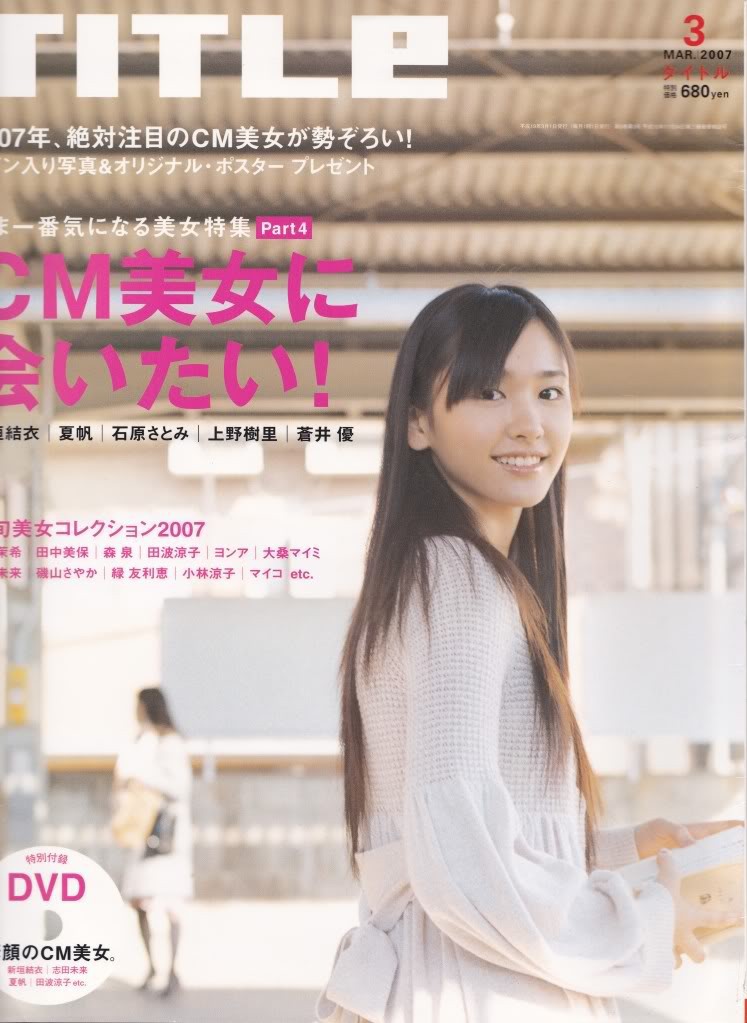 TITLe
3
MAR. 2007
タイトル
特別価格 680yen
07年、絶対注目のCM美女が勢ぞろい!
ン入り写真&オリジナル・ポスター プレゼント
ま一番気になる美女特集 Part4
CM美女に
会いたい!
垣結衣|夏帆|石原さとみ|上野樹里|蒼井 優
旬美女コレクション2007
茉希|田中美保|森 泉|田波涼子|ヨンア|大桑マイミ
未来|磯山さやか|緑 友利恵|小林涼子|マイコ etc.
特別付録
DVD
顔のCM美女。
新垣結衣|志田未来
夏帆|田波涼子etc.